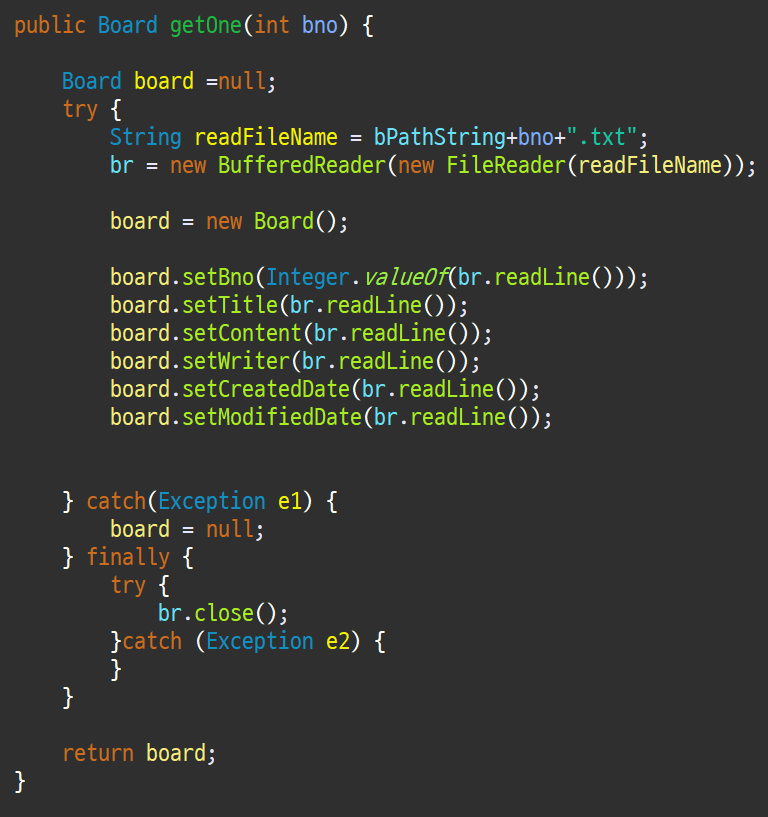 public Board getOne(int bno) {
Board board =null;
try {
String readFileName = bPathString+bno+".txt";
br = new BufferedReader(new FileReader(readFileName));
board = new Board();
board.setBno(Integer.valueOf(br.readLine()));
board.setTitle(br.readLine());
board.setContent(br.readLine());
board.setWriter(br.readLine());
board.setCreatedDate(br.readLine());
board.setModifiedDate(br.readLine());
} catch(Exception e1) {
board = null;
} finally {
try {
br.close();
}catch (Exception e2) {
}
}
return board;
}